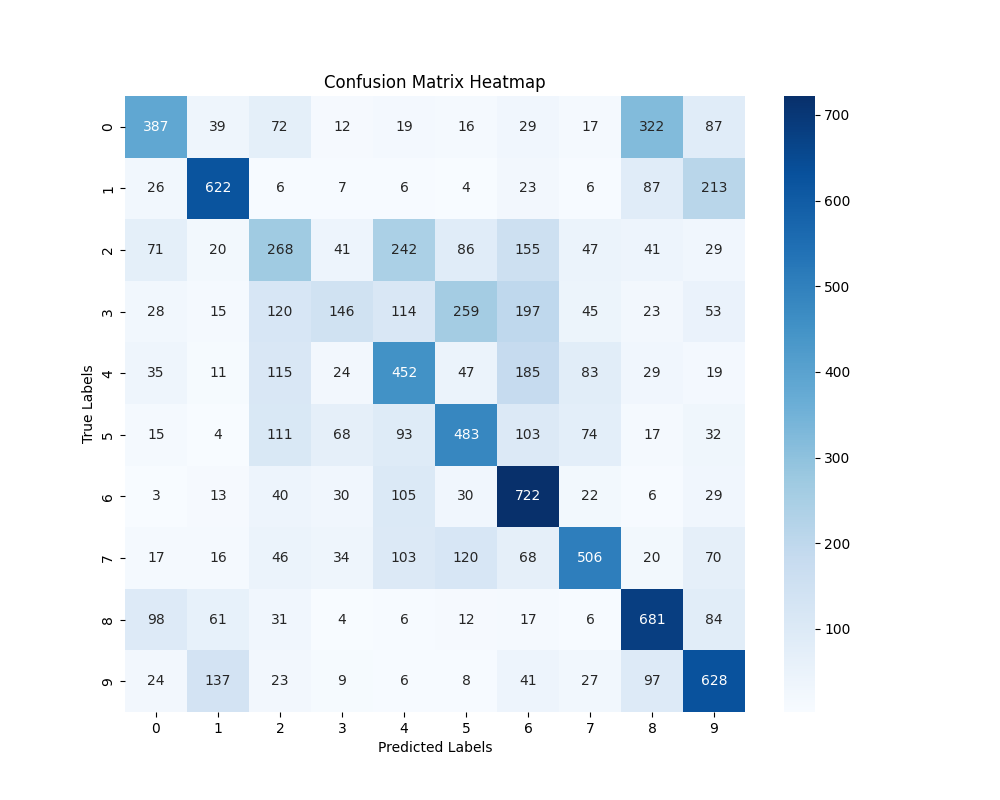 Confusion Matrix Heatmap
0 387 39 72 12 19 16 29 17 322 87
1 26 622 6 7 6 4 23 6 87 213
2 71 20 268 41 242 86 155 47 41 29
3 28 15 120 146 114 259 197 45 23 53
4 35 11 115 24 452 47 185 83 29 19
5 15 4 111 68 93 483 103 74 17 32
6 3 13 40 30 105 30 722 22 6 29
7 17 16 46 34 103 120 68 506 20 70
8 98 61 31 4 6 12 17 6 681 84
9 24 137 23 9 6 8 41 27 97 628
0 1 2 3 4 5 6 7 8 9
Predicted Labels
True Labels
700
600
500
400
300
200
100